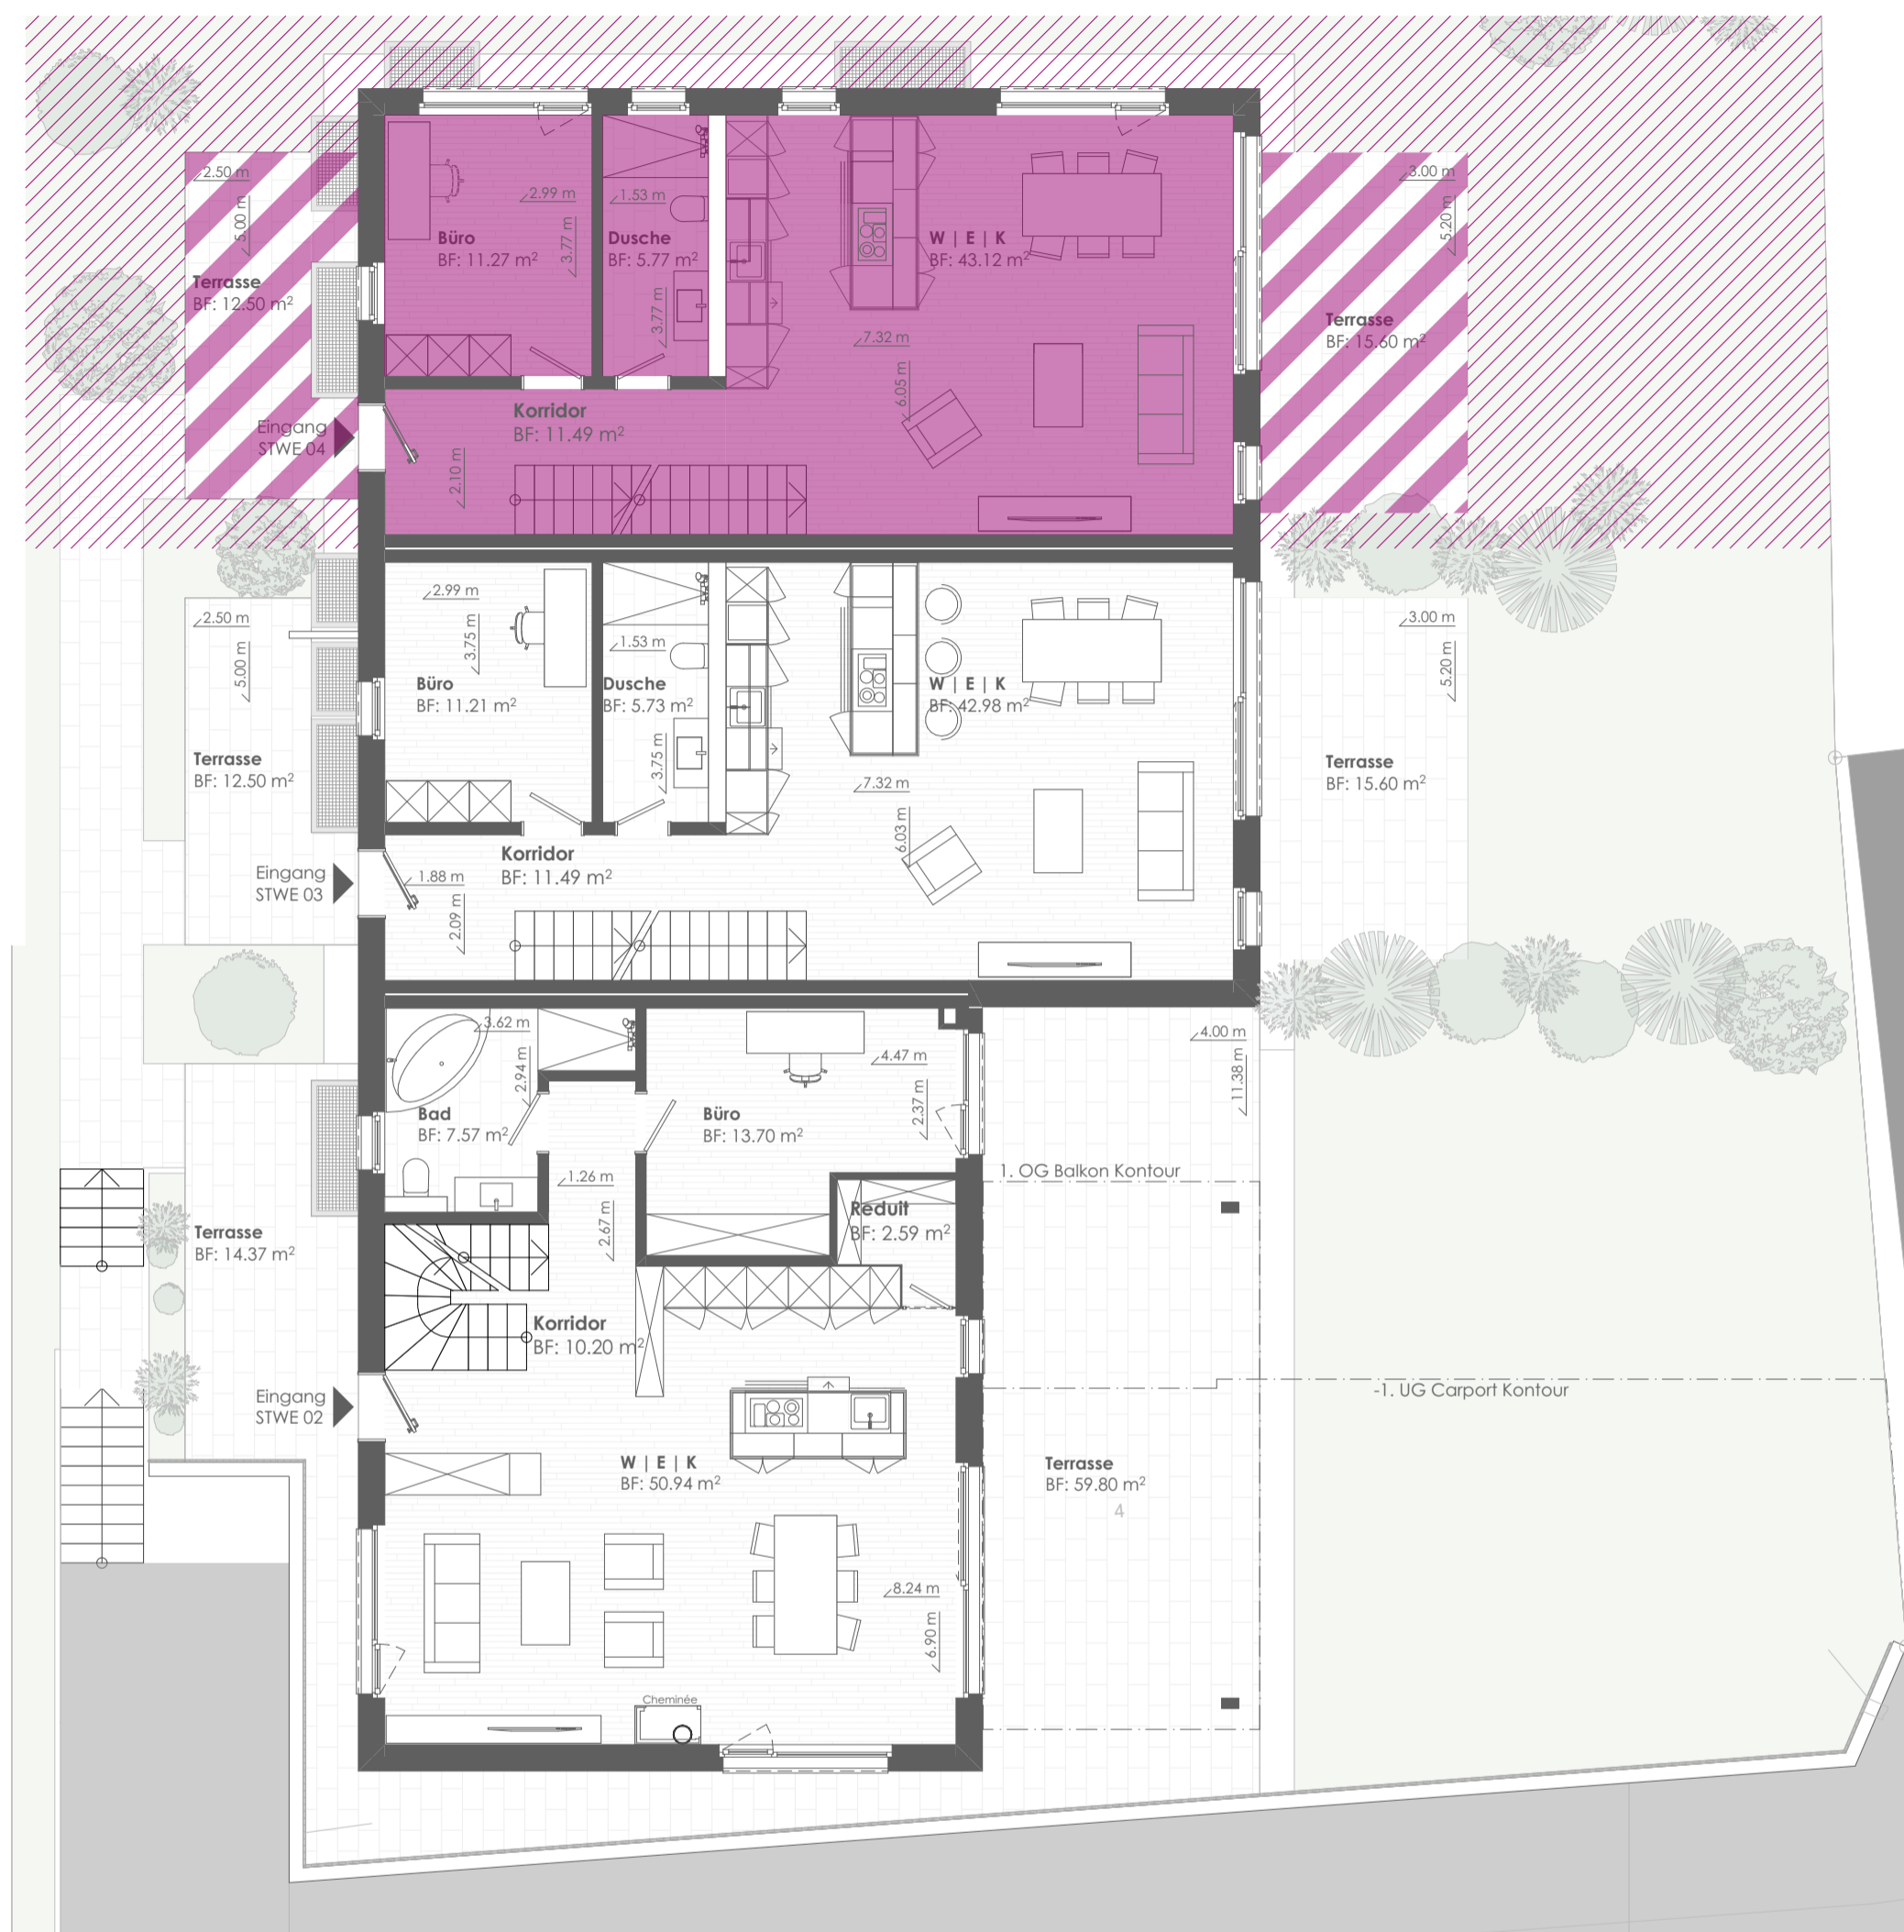 2.50 m
5.00 m
Terrasse
BF: 12.50 m²
2.99 m
3.77 m
Büro
BF: 11.27 m²
1.53 m
Dusche
BF: 5.77 m²
3.77 m
W | E | K
BF: 43.12 m²
7.32 m
6.05 m
3.00 m
5.20 m
Terrasse
BF: 15.60 m²
Eingang
STWE 04
Korridor
BF: 11.49 m²
2.10 m
2.50 m
5.00 m
Terrasse
BF: 12.50 m²
2.99 m
3.75 m
Büro
BF: 11.21 m²
1.53 m
Dusche
BF: 5.73 m²
3.75 m
W | E | K
BF: 42.98 m²
7.32 m
6.03 m
3.00 m
5.20 m
Terrasse
BF: 15.60 m²
Eingang
STWE 03
Korridor
BF: 11.49 m²
1.88 m
2.09 m
3.62 m
2.94 m
Bad
BF: 7.57 m²
4.47 m
2.37 m
Büro
BF: 13.70 m²
4.00 m
11.38 m
1. OG Balkon Kontour
1.26 m
2.67 m
Reduit
BF: 2.59 m²
Terrasse
BF: 14.37 m²
Korridor
BF: 10.20 m²
-1. UG Carport Kontour
Eingang
STWE 02
W | E | K
BF: 50.94 m²
Terrasse
BF: 59.80 m²
4
8.24 m
6.90 m
Cheminée